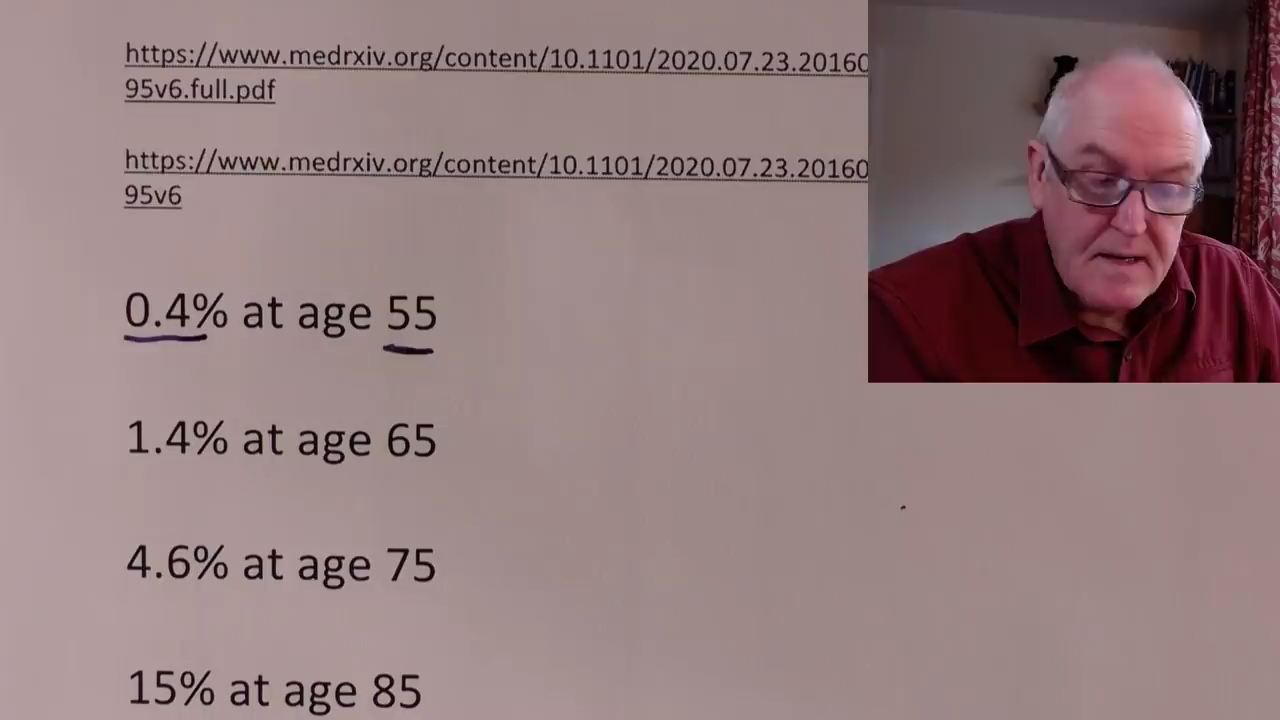 https://www.medrxiv.org/content/10.1101/2020.07.23.20160
95v6.full.pdf
https://www.medrxiv.org/content/10.1101/2020.07.23.20160
95v6
0.4% at age 55
1.4% at age 65
4.6% at age 75
15% at age 85